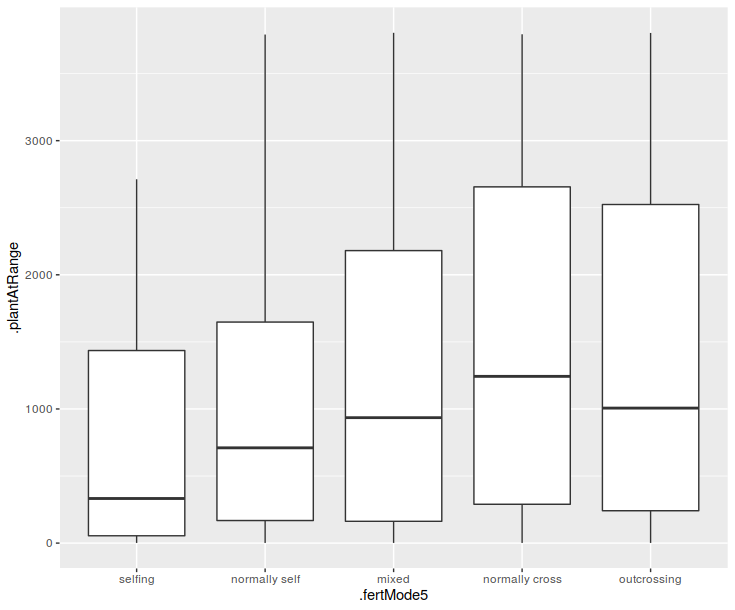 3000
2000
1000
0
.plantAtRange
selfing
normally self
mixed
normally cross
outcrossing
.fertMode5